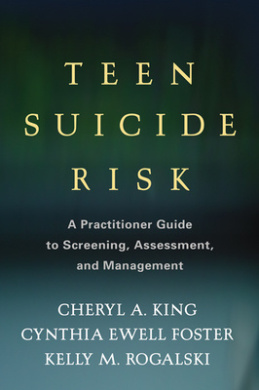 TEEN
SUICIDE
RISK
A Practitioner Guide
to Screening, Assessment,
and Management
CHERYL A. KING
CYNTHIA EWELL FOSTER
KELLY M. ROGALSKI